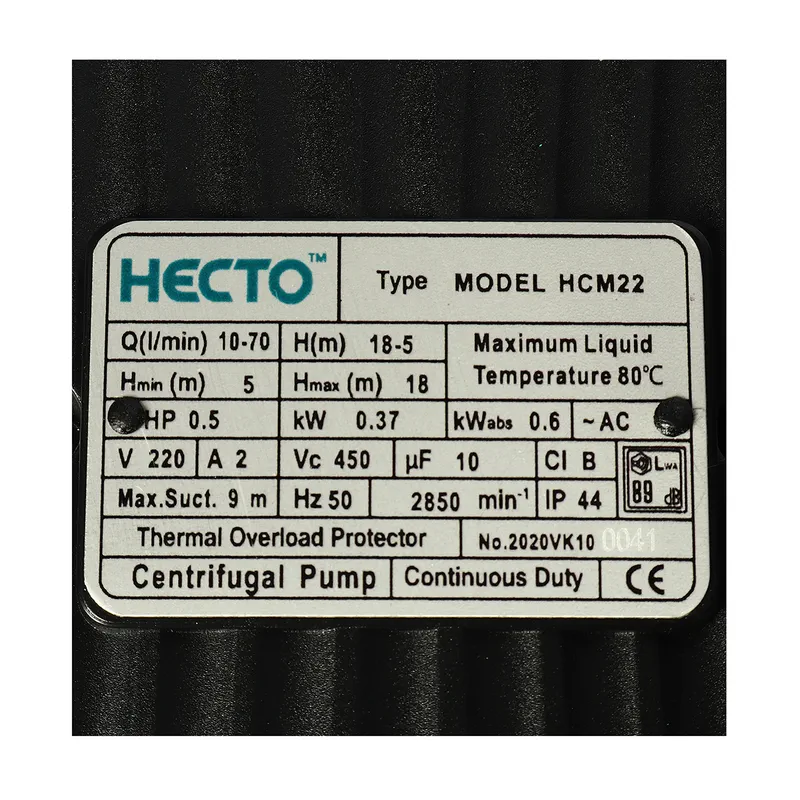 HECTO™
Type MODEL HCM22
Q(l/min) 10-70 H(m) 18-5 Maximum Liquid
Hmin (m) 5 Hmax (m) 18 Temperature 80℃
HP 0.5 kW 0.37 kWabs 0.6 ~AC
V 220 A 2 Vc 450 µF 10 Cl B LWA
Max.Suct. 9 m Hz 50 2850 min⁻¹ IP 44 89 dB
Thermal Overload Protector No.2020VK10 0041
Centrifugal Pump Continuous Duty CE